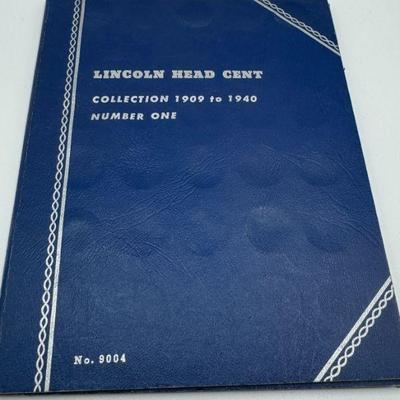 LINCOLN HEAD CENT
COLLECTION 1909 to 1940
NUMBER ONE
No. 9004